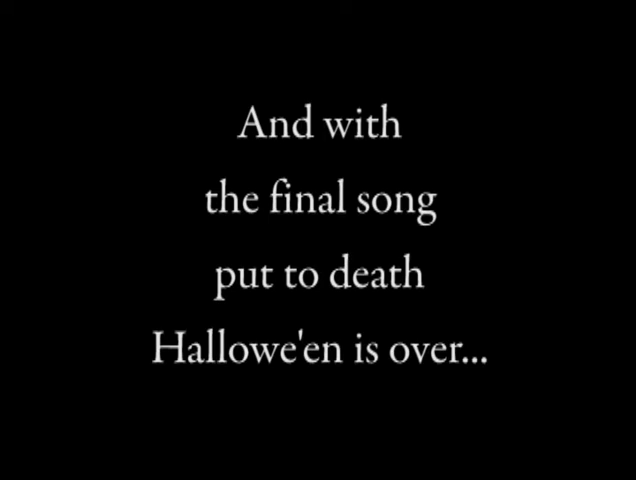 And with
the final song
put to death
Hallowe'en is over...